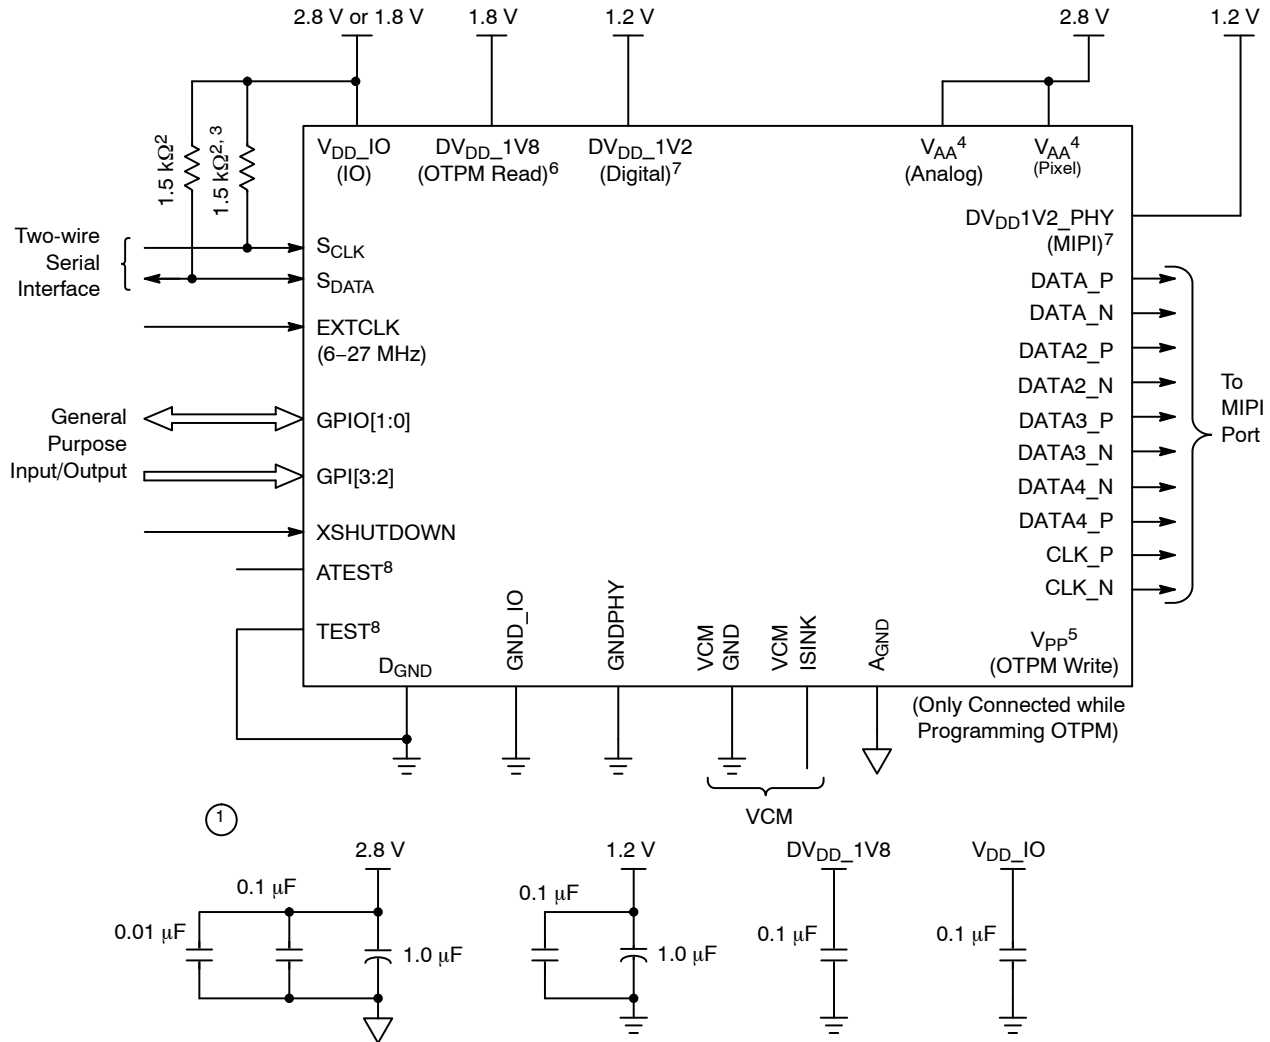 2.8 V or 1.8 V
1.8 V
1.2 V
2.8 V
1.2 V
1.5 kΩ2
1.5 kΩ2, 3
VDD_IO
(IO)
DVDD_1V8
(OTPM Read)6
DVDD_1V2
(Digital)7
VAA4
(Analog)
VAA4
(Pixel)
DVDD1V2_PHY
(MIPI)7
Two-wire
Serial
Interface
SCLK
SDATA
EXTCLK
(6–27 MHz)
General
Purpose
Input/Output
GPIO[1:0]
GPI[3:2]
XSHUTDOWN
ATEST8
TEST8
DATA_P
DATA_N
DATA2_P
DATA2_N
DATA3_P
DATA3_N
DATA4_N
DATA4_P
CLK_P
CLK_N
To
MIPI
Port
DGND
GND_IO
GNDPHY
VCM
GND
VCM
ISINK
AGND
VPP5
(OTPM Write)
(Only Connected while
Programming OTPM)
VCM
1
2.8 V
0.1 μF
0.01 μF
1.0 μF
1.2 V
0.1 μF
1.0 μF
DVDD_1V8
0.1 μF
VDD_IO
0.1 μF